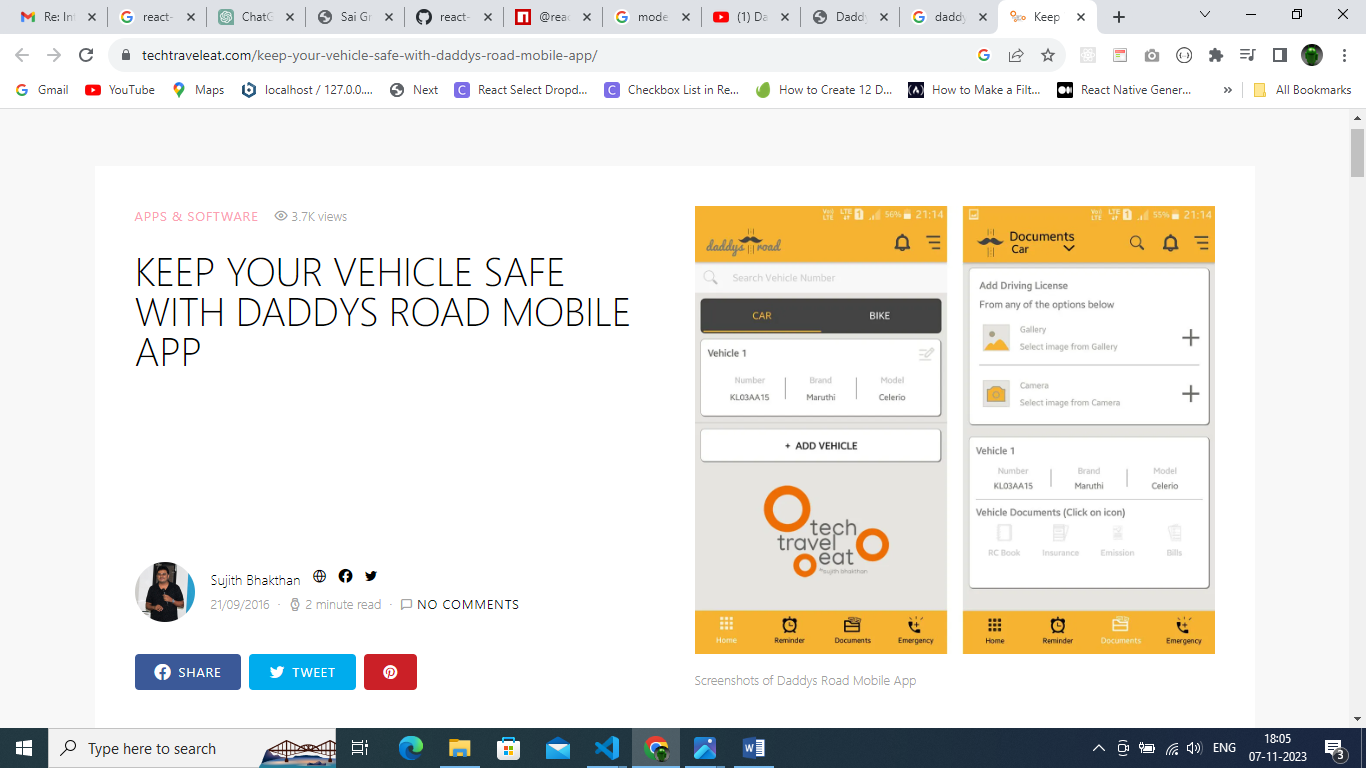 Re: In
react-
ChatG
Sai Gr
react-
@reac
mode
(1) Da
Daddy
daddy
Keep
techtraveleat.com/keep-your-vehicle-safe-with-daddys-road-mobile-app/
Gmail
YouTube
Maps
localhost / 127.0.0....
Next
React Select Dropd...
Checkbox List in Re...
How to Create 12 D...
How to Make a Filt...
React Native Gener...
»
All Bookmarks
APPS & SOFTWARE 3.7K views
KEEP YOUR VEHICLE SAFE
WITH DADDYS ROAD MOBILE
APP
Sujith Bhakthan
21/09/2016 · 2 minute read · NO COMMENTS
SHARE
TWEET
LTE 1 56% 21:14
daddys road
Search Vehicle Number
CAR BIKE
Vehicle 1
Number Brand Model
KL03AA15 Maruthi Celerio
+ ADD VEHICLE
tech
travel
eat
by sujith bhakthan
Home Reminder Documents Emergency
LTE 1 55% 21:14
Documents
Car
Add Driving License
From any of the options below
Gallery
Select image from Gallery
Camera
Select image from Camera
Vehicle 1
Number Brand Model
KL03AA15 Maruthi Celerio
Vehicle Documents (Click on icon)
RC Book Insurance Emission Bills
Home Reminder Documents Emergency
Screenshots of Daddys Road Mobile App
Type here to search
ENG
18:05
07-11-2023
3